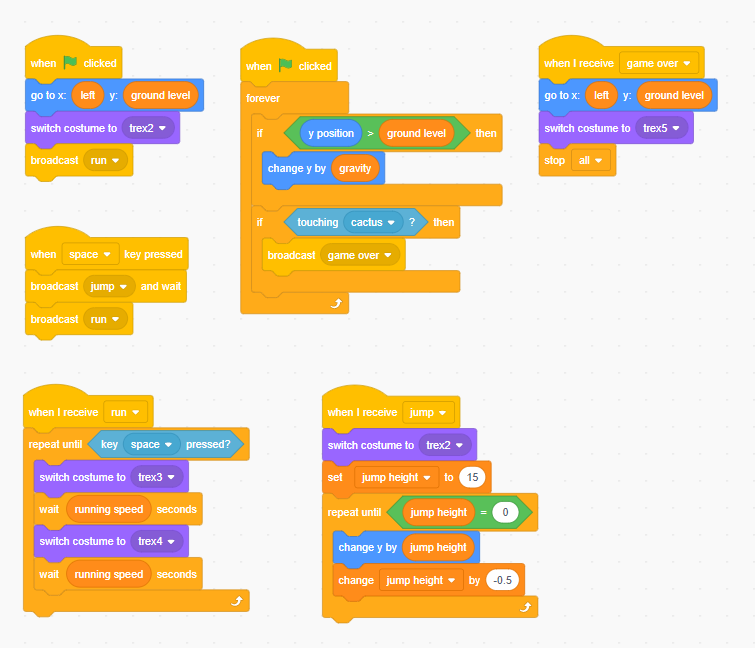 when clicked
go to x: left y: ground level
switch costume to trex2
broadcast run
when space key pressed
broadcast jump and wait
broadcast run
when clicked
forever
if y position > ground level then
change y by gravity
if touching cactus ? then
broadcast game over
when I receive game over
go to x: left y: ground level
switch costume to trex5
stop all
when I receive run
repeat until key space pressed?
switch costume to trex3
wait running speed seconds
switch costume to trex4
wait running speed seconds
when I receive jump
switch costume to trex2
set jump height to 15
repeat until jump height = 0
change y by jump height
change jump height by -0.5